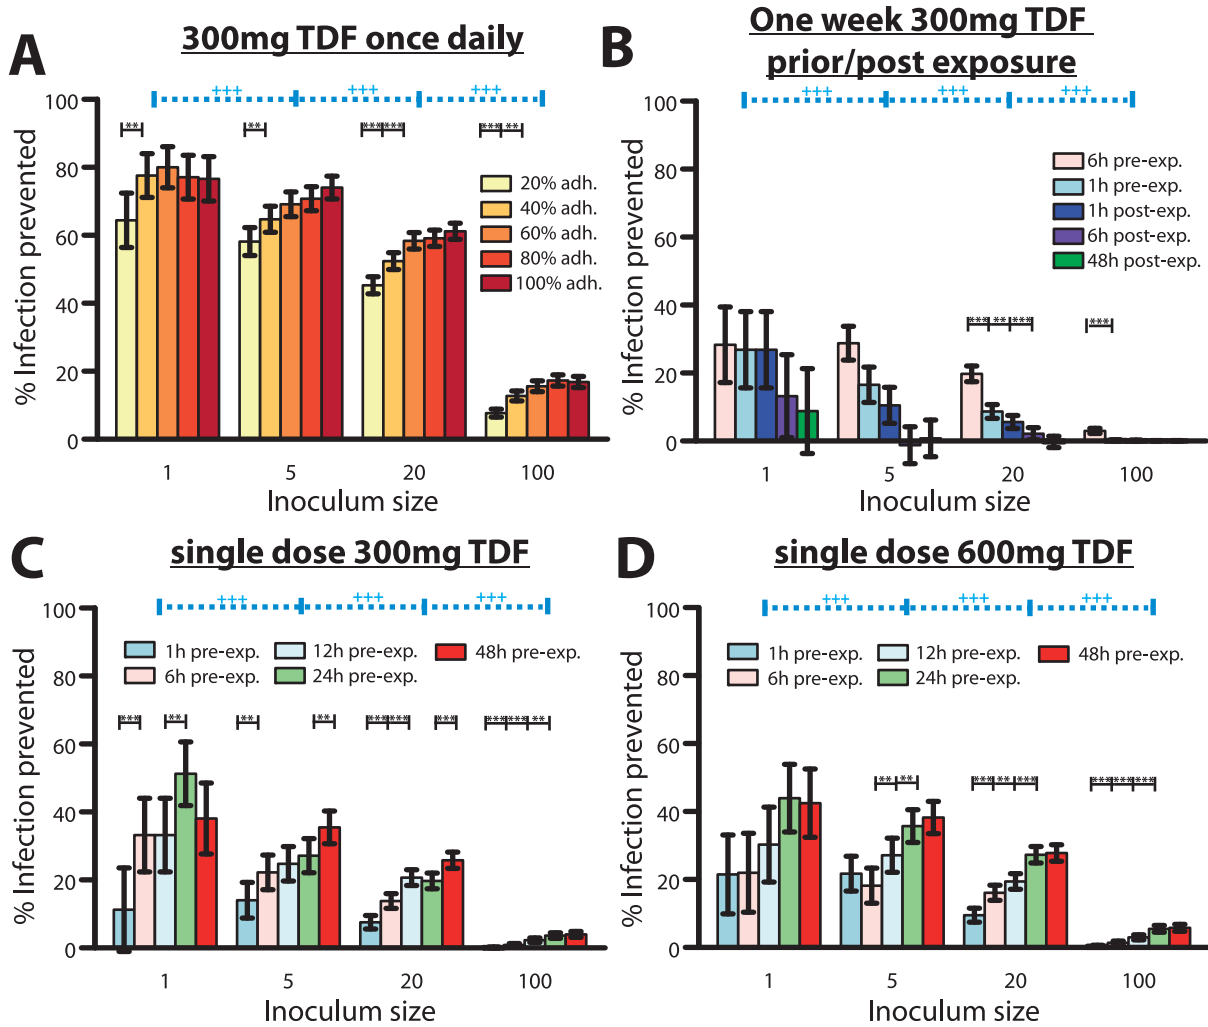 A
300mg TDF once daily
+++ +++ +++
** ** *** *** *** **
% Infection prevented
100
80
60
40
20
0
20% adh.
40% adh.
60% adh.
80% adh.
100% adh.
1 5 20 100
Inoculum size
B
One week 300mg TDF
prior/post exposure
+++ +++ +++
% Infection prevented
100
80
60
40
20
0
6h pre-exp.
1h pre-exp.
1h post-exp.
6h post-exp.
48h post-exp.
*** ** *** ***
1 5 20 100
Inoculum size
C
single dose 300mg TDF
+++ +++ +++
% Infection prevented
100
80
60
40
20
0
1h pre-exp. 12h pre-exp. 48h pre-exp.
6h pre-exp. 24h pre-exp.
*** ** ** ** *** *** *** *** *** **
1 5 20 100
Inoculum size
D
single dose 600mg TDF
+++ +++ +++
% Infection prevented
100
80
60
40
20
0
1h pre-exp. 12h pre-exp. 48h pre-exp.
6h pre-exp. 24h pre-exp.
** ** *** ** *** *** *** ***
1 5 20 100
Inoculum size